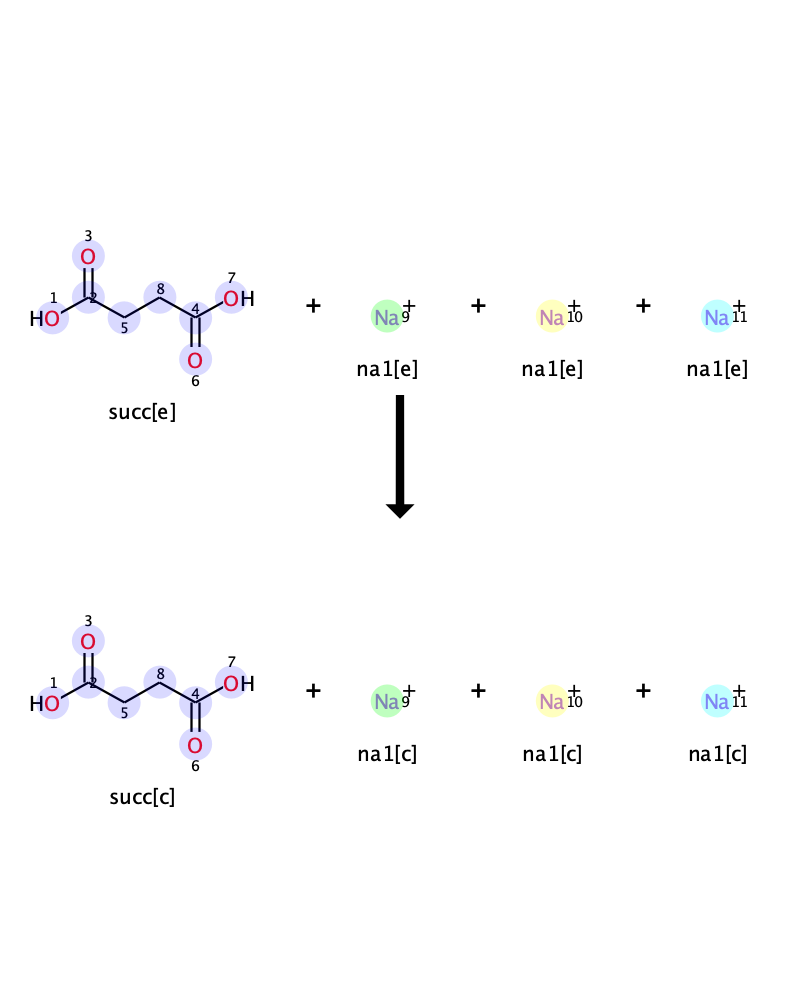 3
O
1 2 8 7
HO 5 4 OH + Na+ 9 + Na+ 10 + Na+ 11
O
6
na1[e] na1[e] na1[e]
succ[e]
3
O
1 2 8 7
HO 5 4 OH + Na+ 9 + Na+ 10 + Na+ 11
O
6
na1[c] na1[c] na1[c]
succ[c]